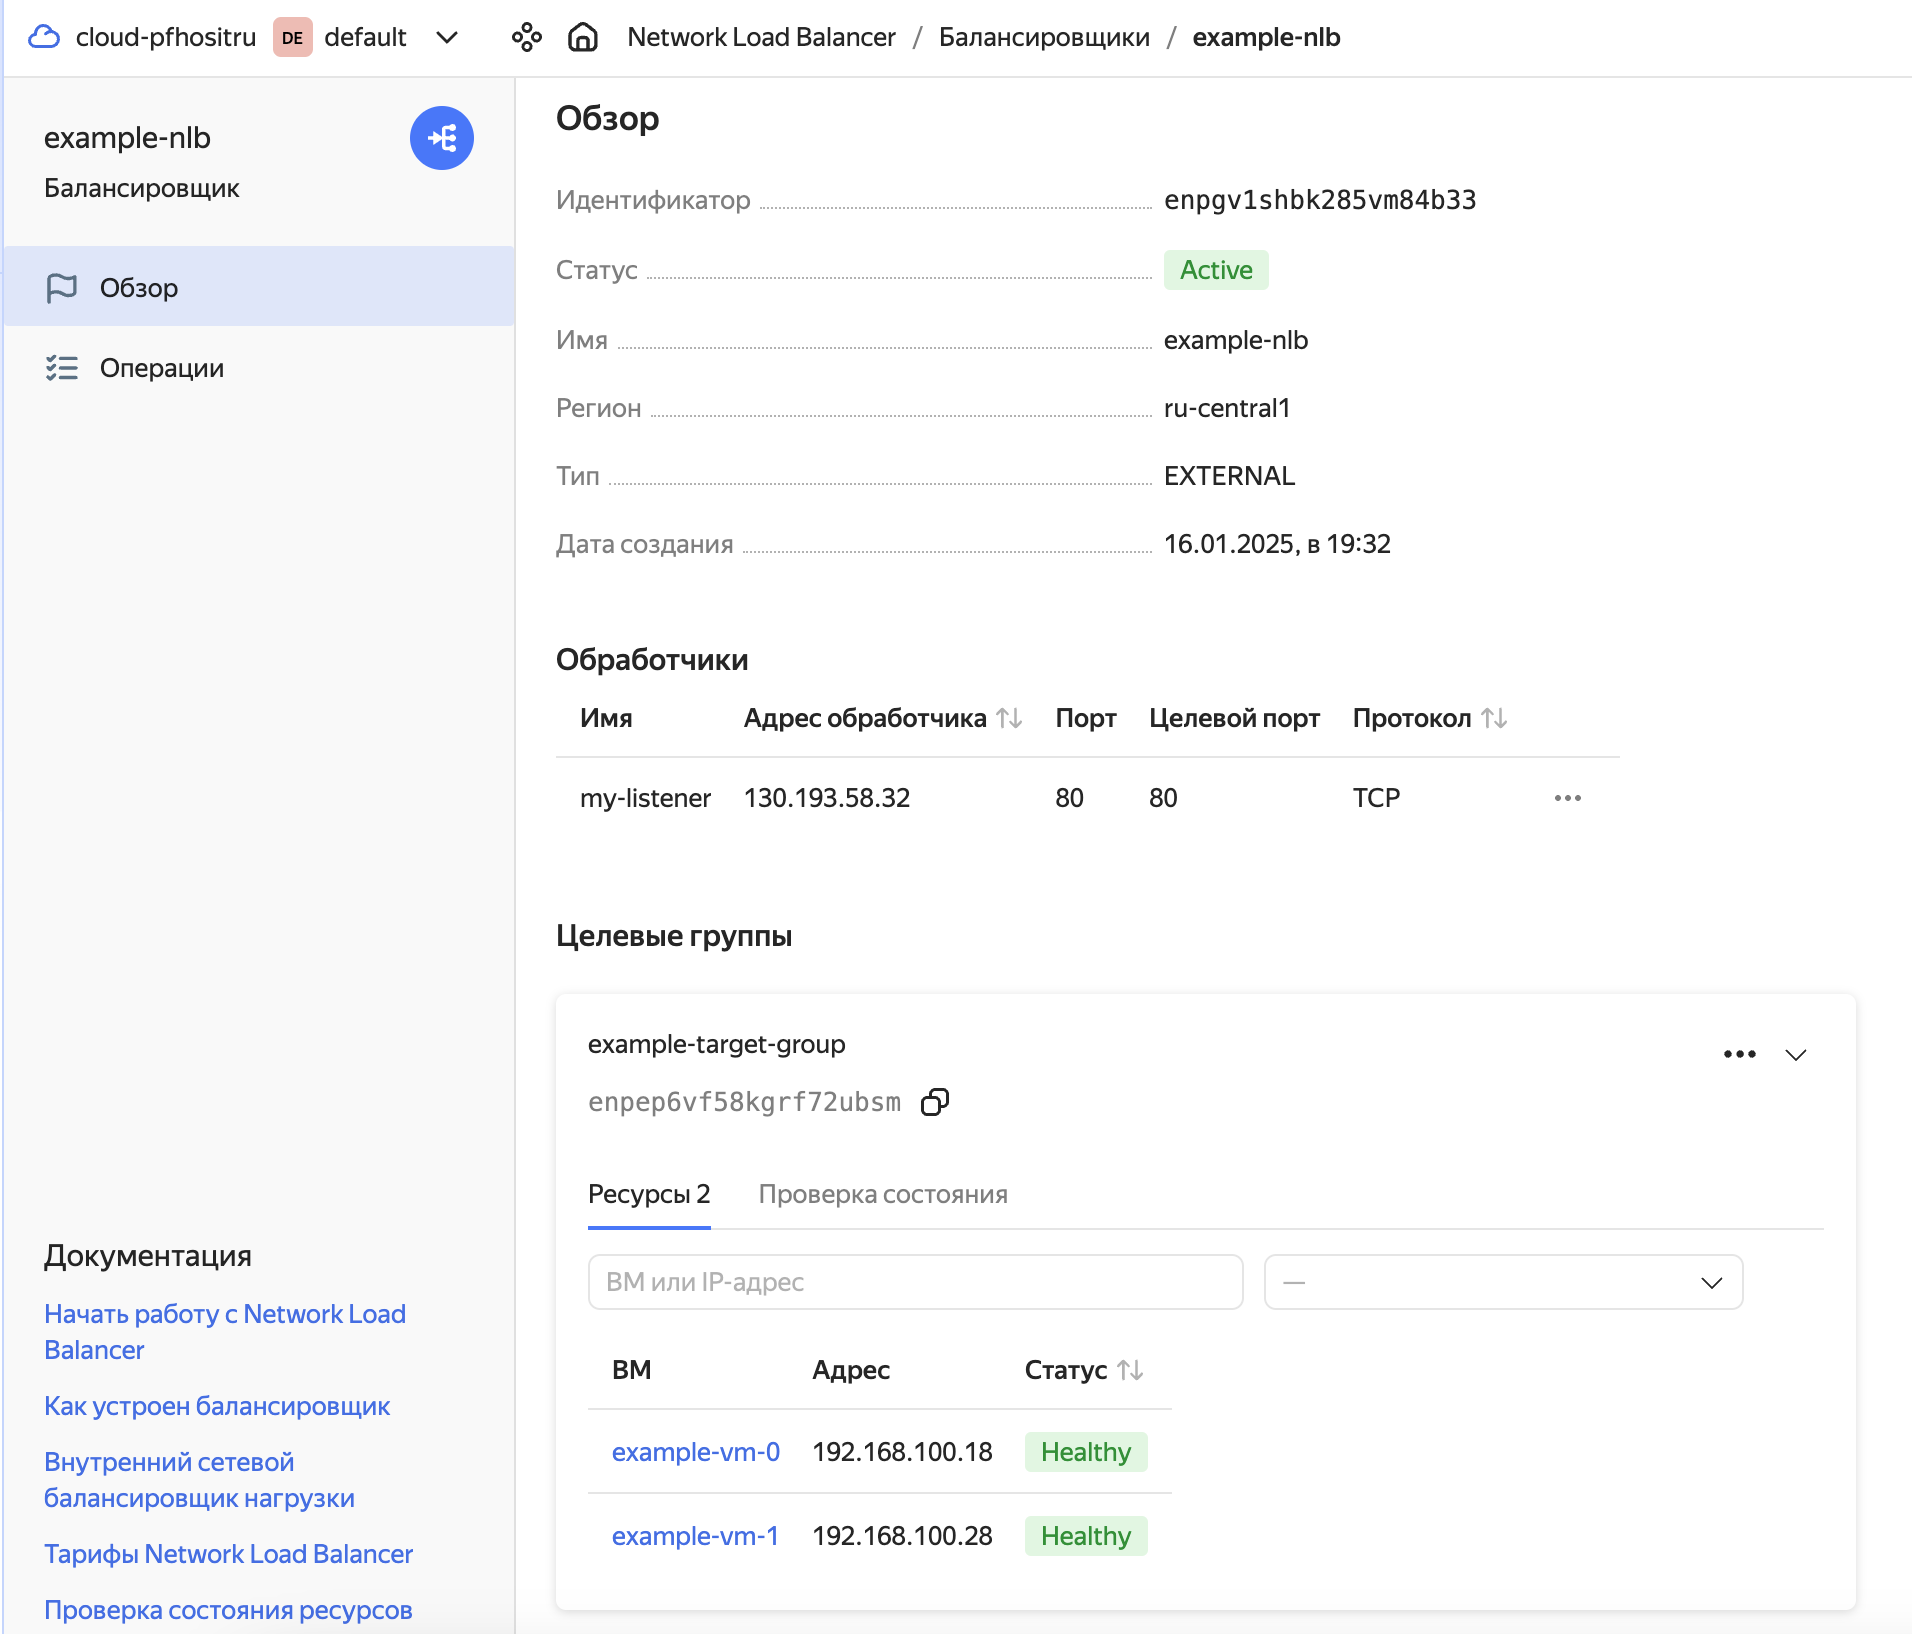 cloud-pfhositru DE default Network Load Balancer / Балансировщики / example-nlb
example-nlb
Балансировщик
Обзор
Операции
Документация
Начать работу с Network Load
Balancer
Как устроен балансировщик
Внутренний сетевой
балансировщик нагрузки
Тарифы Network Load Balancer
Проверка состояния ресурсов
Обзор
Идентификатор enpgv1shbk285vm84b33
Статус Active
Имя example-nlb
Регион ru-central1
Тип EXTERNAL
Дата создания 16.01.2025, в 19:32
Обработчики
Имя Адрес обработчика Порт Целевой порт Протокол
my-listener 130.193.58.32 80 80 TCP
Целевые группы
example-target-group
enpep6vf58kgrf72ubsm
Ресурсы 2 Проверка состояния
ВМ или IP-адрес —
ВМ Адрес Статус
example-vm-0 192.168.100.18 Healthy
example-vm-1 192.168.100.28 Healthy